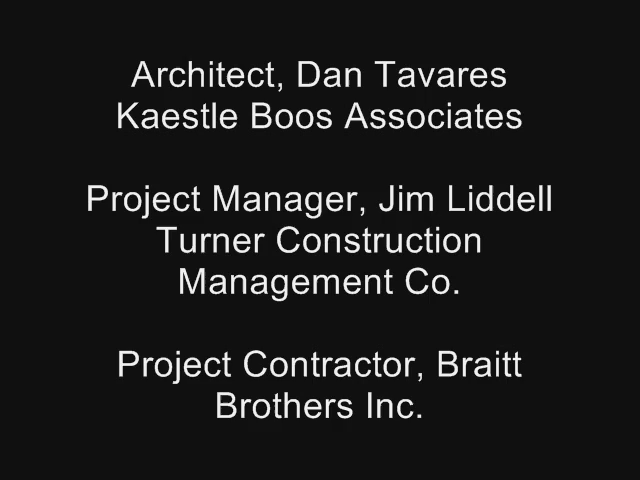 Architect, Dan Tavares
Kaestle Boos Associates
Project Manager, Jim Liddell
Turner Construction
Management Co.
Project Contractor, Braitt
Brothers Inc.